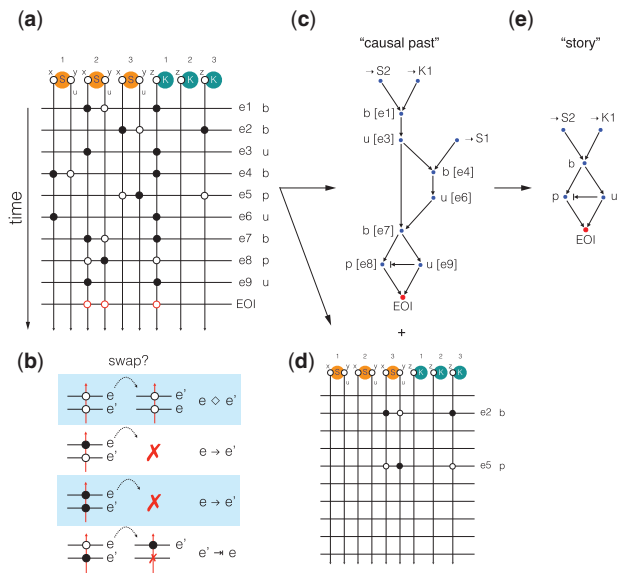 (a)
1 2 3 1 2 3
x S y u x S y u x S y u z K z K z K
time
e1 b
e2 b
e3 u
e4 b
e5 p
e6 u
e7 b
e8 p
e9 u
EOI
(b)
swap?
e e' e' e e ◇ e'
e e' ✗ e → e'
e e' ✗ e → e'
e e' e' ✗ e' ⇥ e
(c)
"causal past"
→ S2 → K1
b [e1]
u [e3] → S1
b [e4]
u [e6]
b [e7]
p [e8] u [e9]
EOI
+
(d)
1 2 3 1 2 3
x S y u x S y u x S y u z K z K z K
e2 b
e5 p
(e)
"story"
→S2 →K1
b
p u
EOI